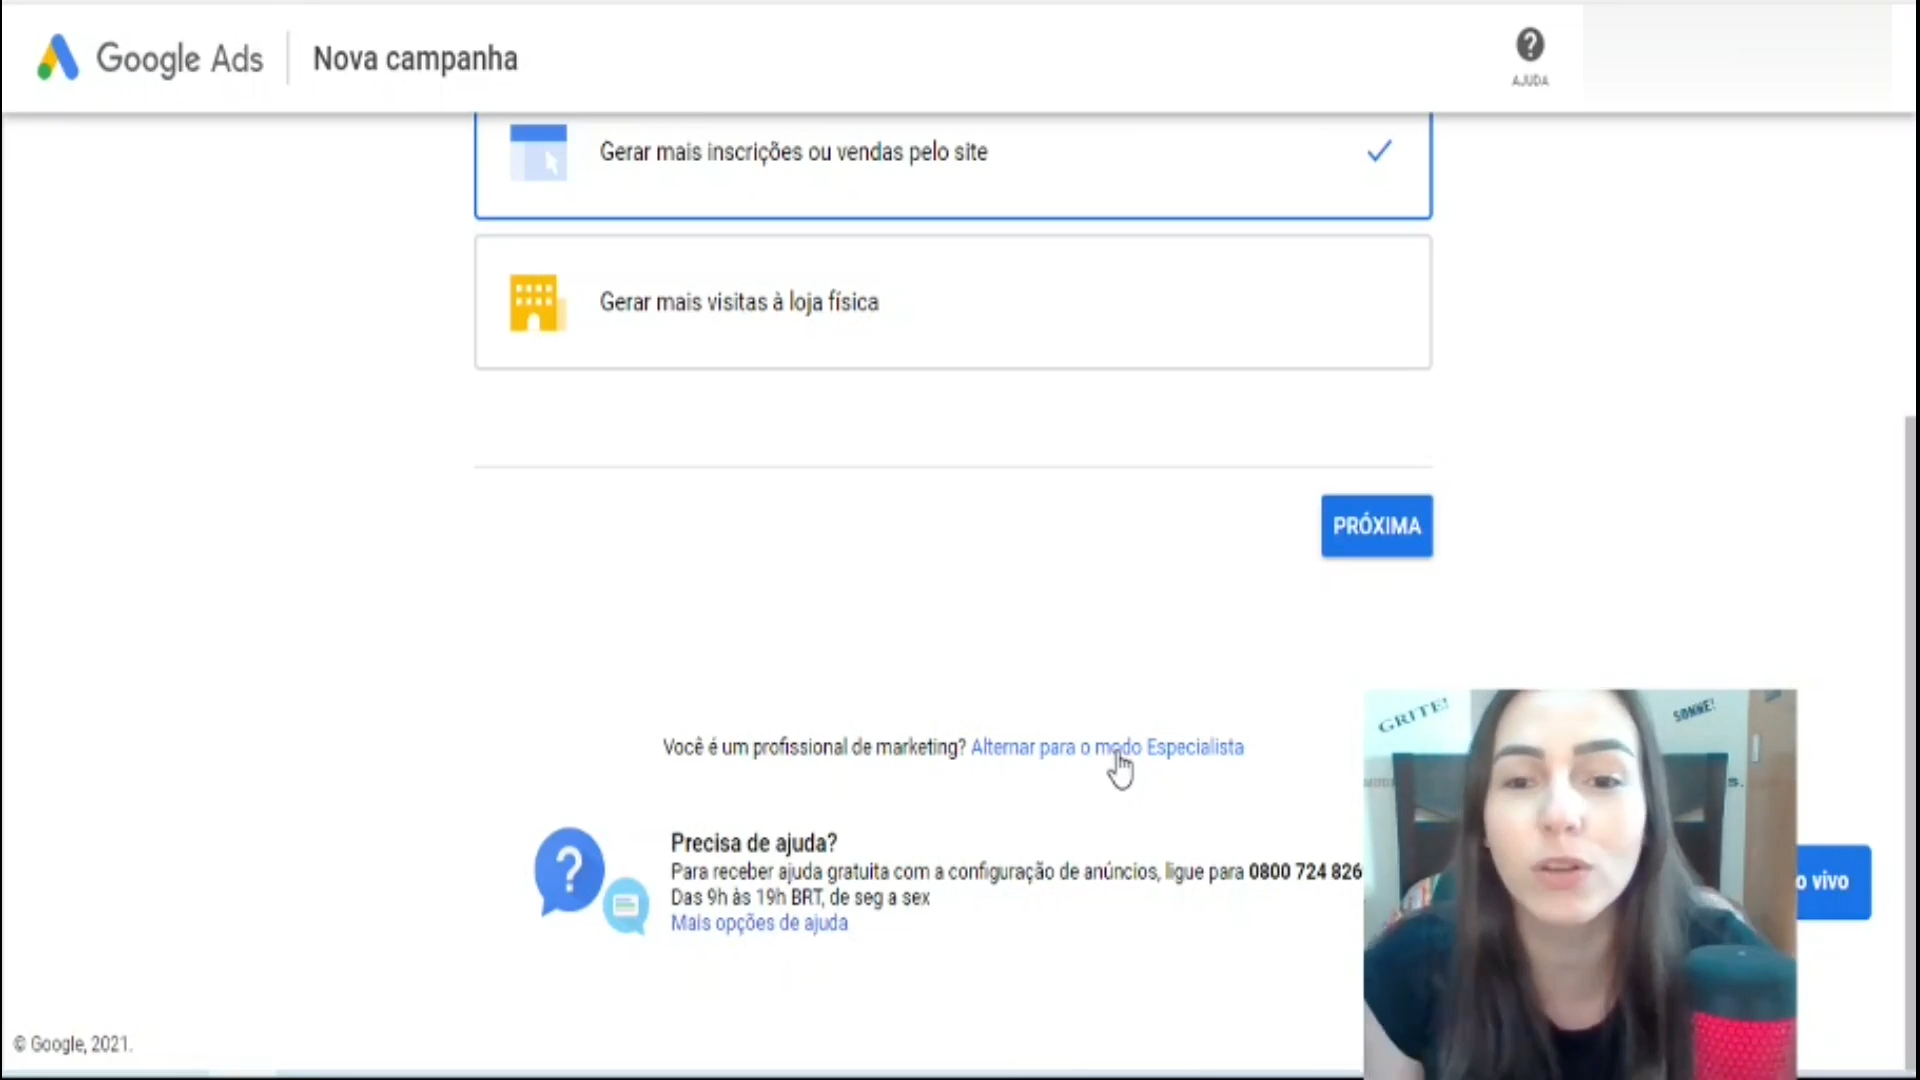 Google Ads
Nova campanha
AJUDA
Gerar mais inscrições ou vendas pelo site
Gerar mais visitas à loja física
PRÓXIMA
GRITE!
SONHE!
Você é um profissional de marketing? Alternar para o modo Especialista
Precisa de ajuda?
Para receber ajuda gratuita com a configuração de anúncios, ligue para 0800 724 826
o vivo
Das 9h às 19h BRT, de seg a sex
Mais opções de ajuda
© Google, 2021.